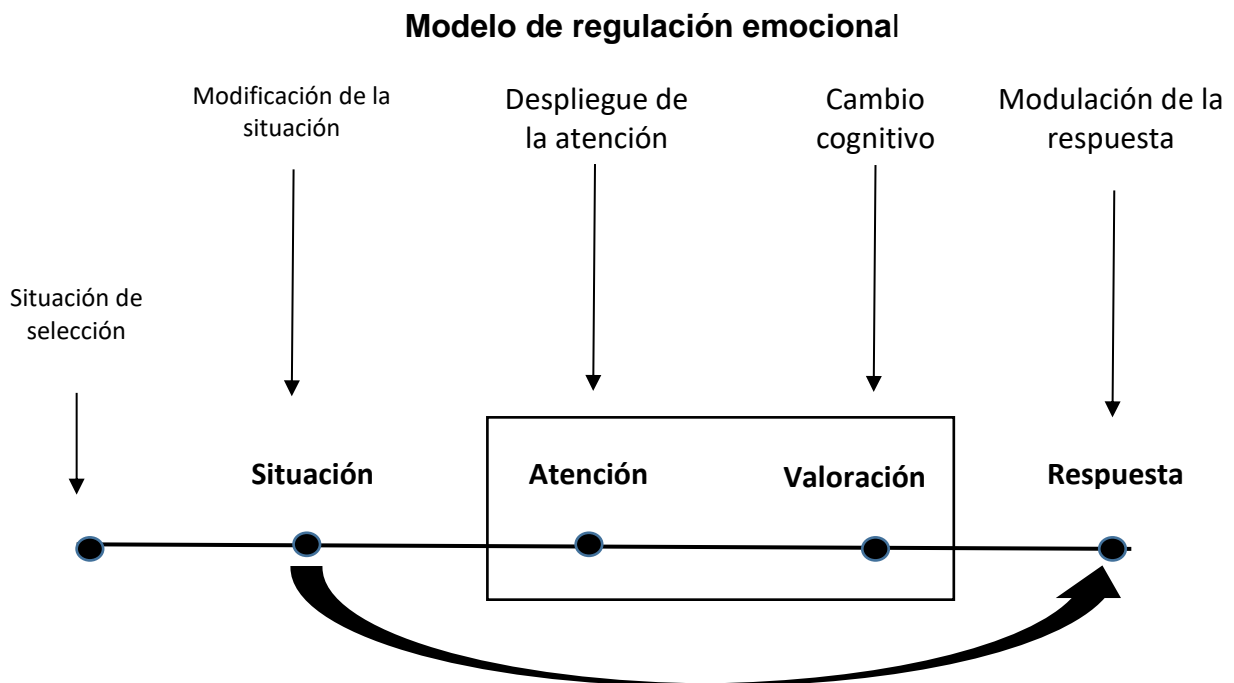 Modelo de regulación emocional
Modificación de la
situación
Despliegue de
la atención
Cambio
cognitivo
Modulación de la
respuesta
Situación de
selección
Situación
Atención
Valoración
Respuesta